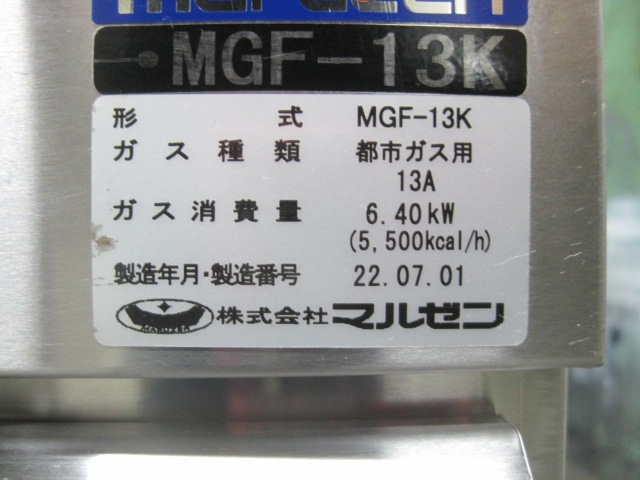 maruzen
MGF-13K
形 式 MGF-13K
ガス種類 都市ガス用
13A
ガス消費量 6.40kW
(5,500kcal/h)
製造年月・製造番号 22.07.01
MARUZEN 株式会社 マルゼン